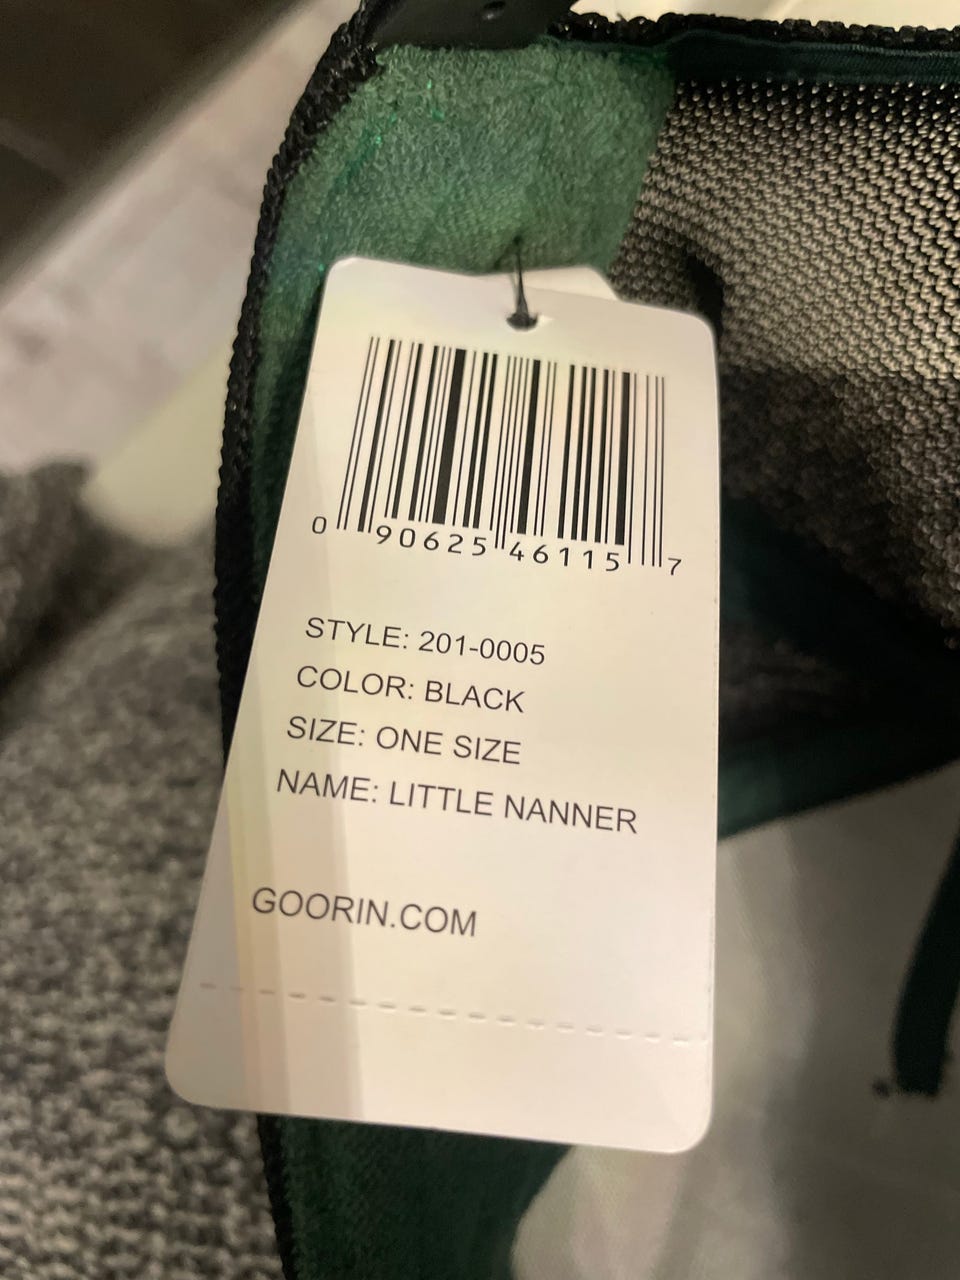 0 90625 46115 7
STYLE: 201-0005
COLOR: BLACK
SIZE: ONE SIZE
NAME: LITTLE NANNER
GOORIN.COM